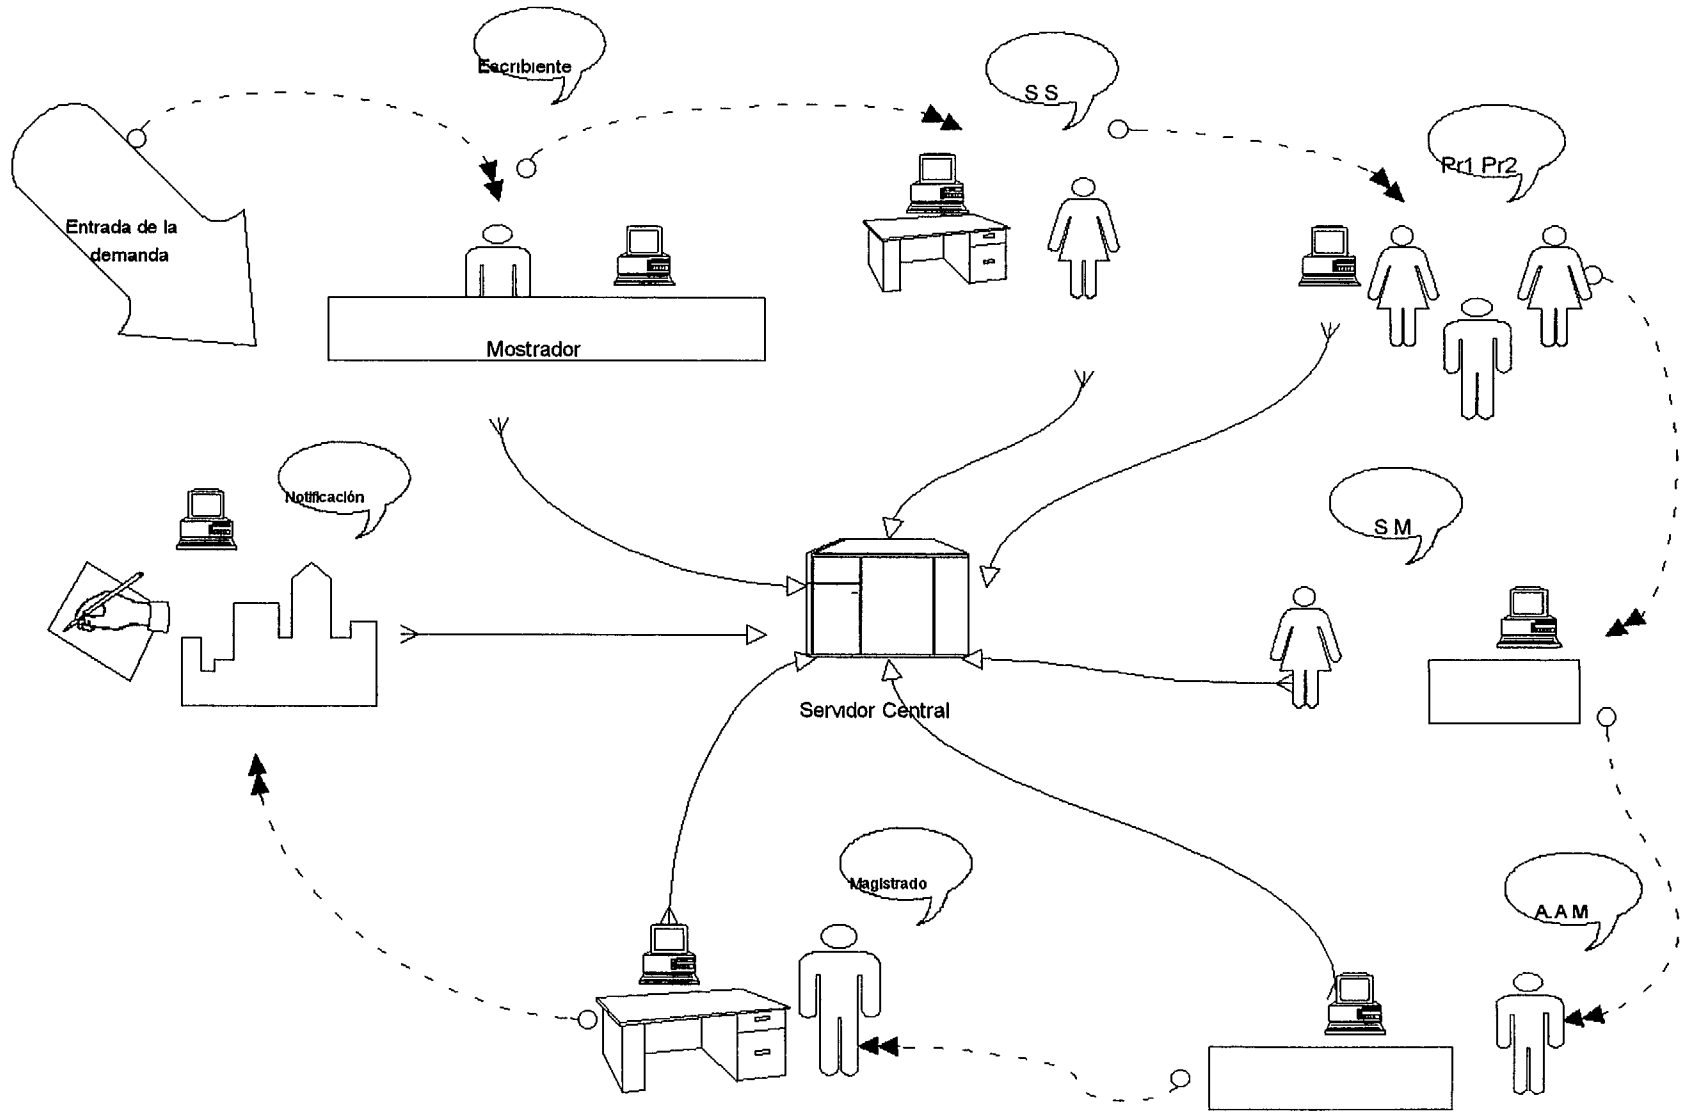 Escribiente
S S
Pr1 Pr2
Entrada de la
demanda
Mostrador
Notificación
S M
Servidor Central
Magistrado
A.A M